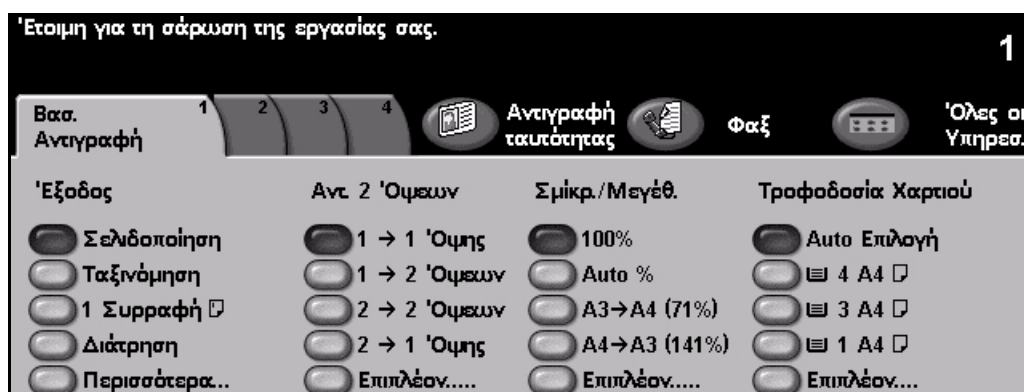 'Ετοιμη για τη σάρωση της εργασίας σας.
1
Βασ.
Αντιγραφή
1
2
3
4
Αντιγραφή
ταυτότητας
Φαξ
'Ολες οι
Υπηρεσ.
'Εξοδος
Αντ. 2 'Οψεων
Σμίκρ./Μεγέθ.
Τροφοδοσία Χαρτιού
Σελιδοποίηση
1 → 1 'Οψης
100%
Auto Επιλογή
Ταξινόμηση
1 → 2 'Οψεων
Auto %
4 A4
1 Συρραφή
2 → 2 'Οψεων
A3→A4 (71%)
3 A4
Διάτρηση
2 → 1 'Οψης
A4→A3 (141%)
1 A4
Περισσότερα...
Επιπλέον.....
Επιπλέον.....
Επιπλέον....